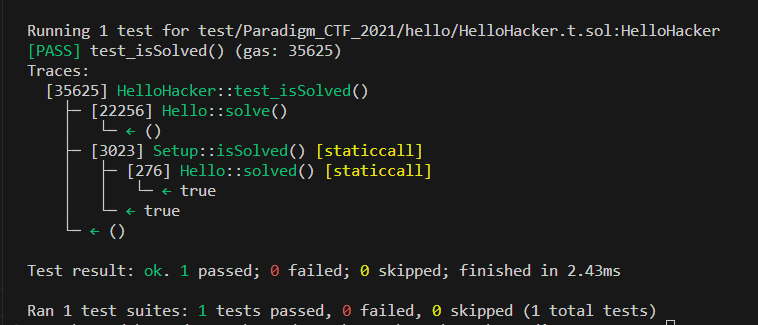 Running 1 test for test/Paradigm_CTF_2021/hello/HelloHacker.t.sol:HelloHacker
[PASS] test_isSolved() (gas: 35625)
Traces:
  [35625] HelloHacker::test_isSolved()
    ├─ [22256] Hello::solve()
    │   └─ ← ()
    ├─ [3023] Setup::isSolved() [staticcall]
    │   ├─ [276] Hello::solved() [staticcall]
    │   │   └─ ← true
    │   └─ ← true
    └─ ← ()
Test result: ok. 1 passed; 0 failed; 0 skipped; finished in 2.43ms
Ran 1 test suites: 1 tests passed, 0 failed, 0 skipped (1 total tests)